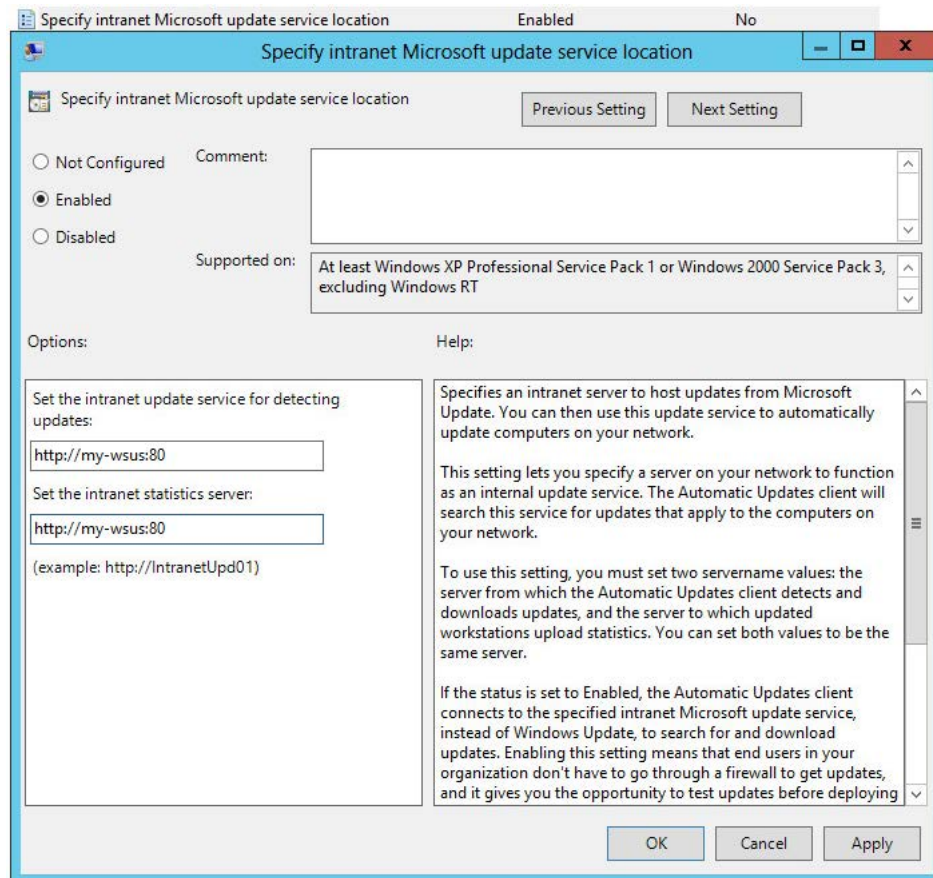 Specify intranet Microsoft update service location Enabled No
Specify intranet Microsoft update service location
Specify intranet Microsoft update service location
Previous Setting
Next Setting
Not Configured
Enabled
Disabled
Comment:
Supported on:
At least Windows XP Professional Service Pack 1 or Windows 2000 Service Pack 3,
excluding Windows RT
Options:
Help:
Set the intranet update service for detecting
updates:
http://my-wsus:80
Set the intranet statistics server:
http://my-wsus:80
(example: http://IntranetUpd01)
Specifies an intranet server to host updates from Microsoft
Update. You can then use this update service to automatically
update computers on your network.
This setting lets you specify a server on your network to function
as an internal update service. The Automatic Updates client will
search this service for updates that apply to the computers on
your network.
To use this setting, you must set two servername values: the
server from which the Automatic Updates client detects and
downloads updates, and the server to which updated
workstations upload statistics. You can set both values to be the
same server.
If the status is set to Enabled, the Automatic Updates client
connects to the specified intranet Microsoft update service,
instead of Windows Update, to search for and download
updates. Enabling this setting means that end users in your
organization don't have to go through a firewall to get updates,
and it gives you the opportunity to test updates before deploying
OK
Cancel
Apply